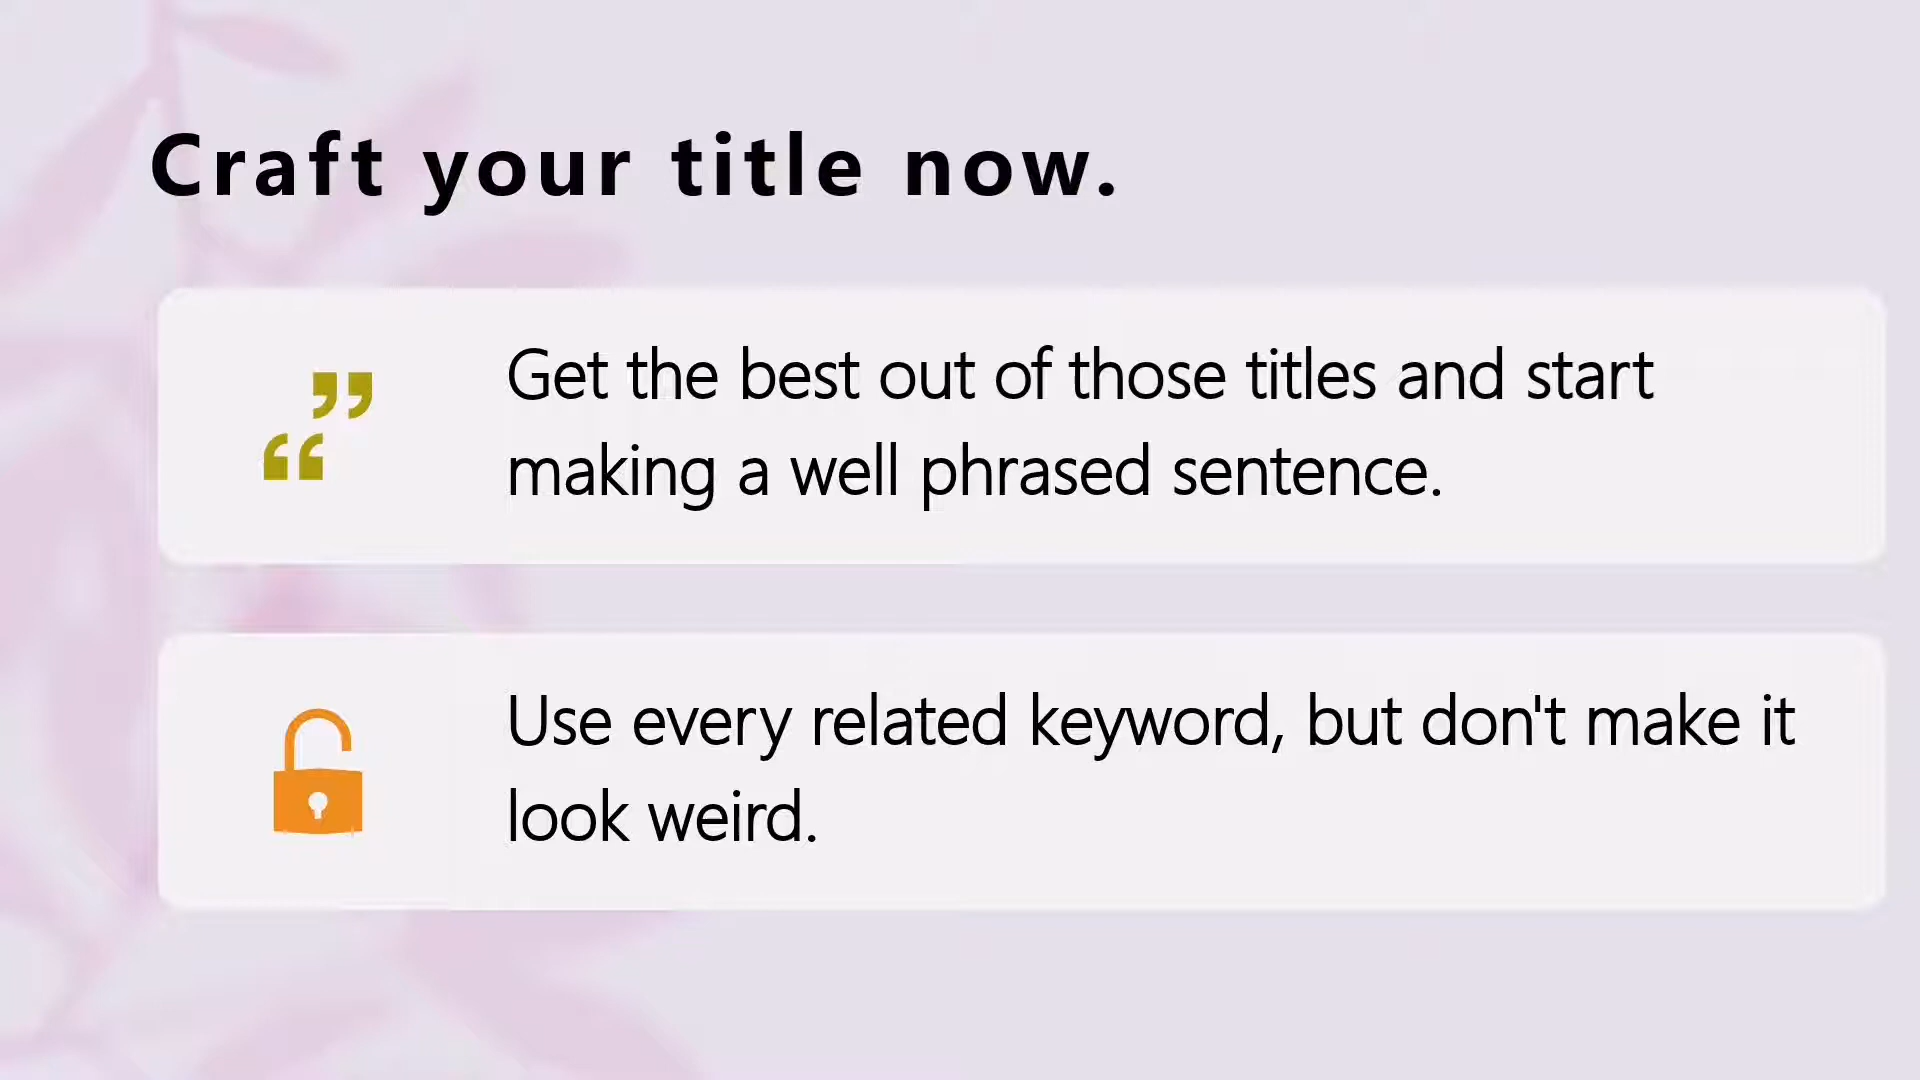 Craft your title now.
Get the best out of those titles and start
making a well phrased sentence.
Use every related keyword, but don't make it
look weird.